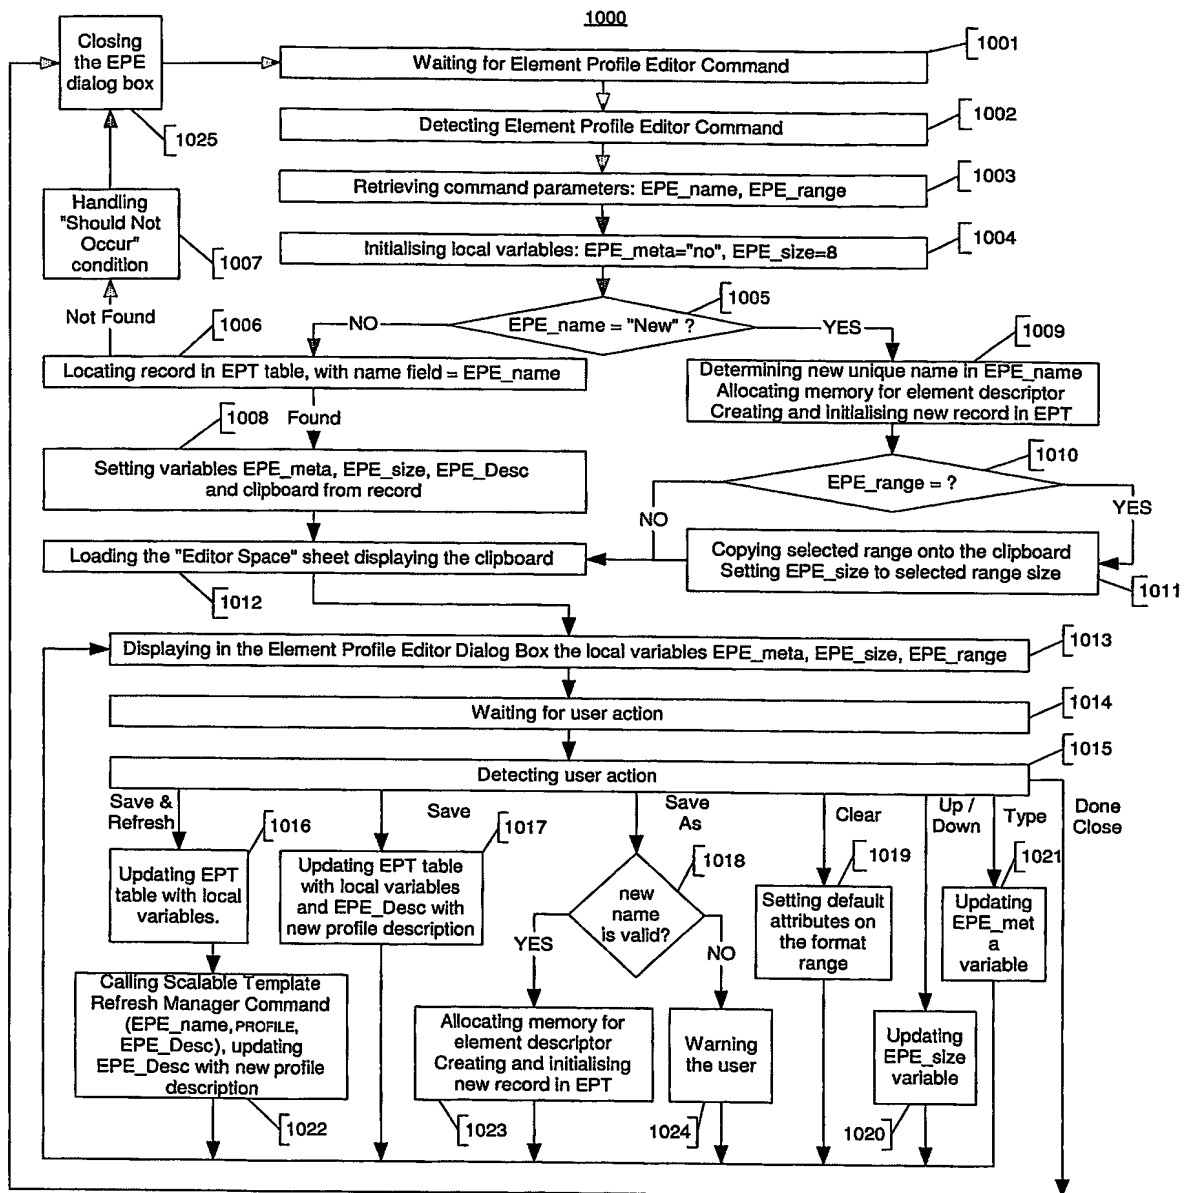 1000
Closing
the EPE
dialog box
1025
Waiting for Element Profile Editor Command
1001
Detecting Element Profile Editor Command
1002
Retrieving command parameters: EPE_name, EPE_range
1003
Initialising local variables: EPE_meta="no", EPE_size=8
1004
Handling
"Should Not
Occur"
condition
1007
Not Found
1006
NO
EPE_name = "New" ?
1005
YES
1009
Locating record in EPT table, with name field = EPE_name
Determining new unique name in EPE_name
Allocating memory for element descriptor
Creating and initialising new record in EPT
1008
Found
1010
Setting variables EPE_meta, EPE_size, EPE_Desc
and clipboard from record
EPE_range = ?
NO
YES
Loading the "Editor Space" sheet displaying the clipboard
1012
Copying selected range onto the clipboard
Setting EPE_size to selected range size
1011
Displaying in the Element Profile Editor Dialog Box the local variables EPE_meta, EPE_size, EPE_range
1013
Waiting for user action
1014
Detecting user action
1015
Save &
Refresh
Save
Save
As
Clear
Up /
Down
Type
Done
Close
1016
1017
1018
1019
1021
Updating EPT
table with local
variables.
Updating EPT table
with local variables
and EPE_Desc with
new profile description
new
name
is valid?
YES
NO
Setting default
attributes on
the format
range
Updating
EPE_met
a
variable
Calling Scalable Template
Refresh Manager Command
(EPE_name, PROFILE,
EPE_Desc), updating
EPE_Desc with new profile
description
1022
Allocating memory for
element descriptor
Creating and initialising
new record in EPT
1023
Warning
the user
1024
Updating
EPE_size
variable
1020